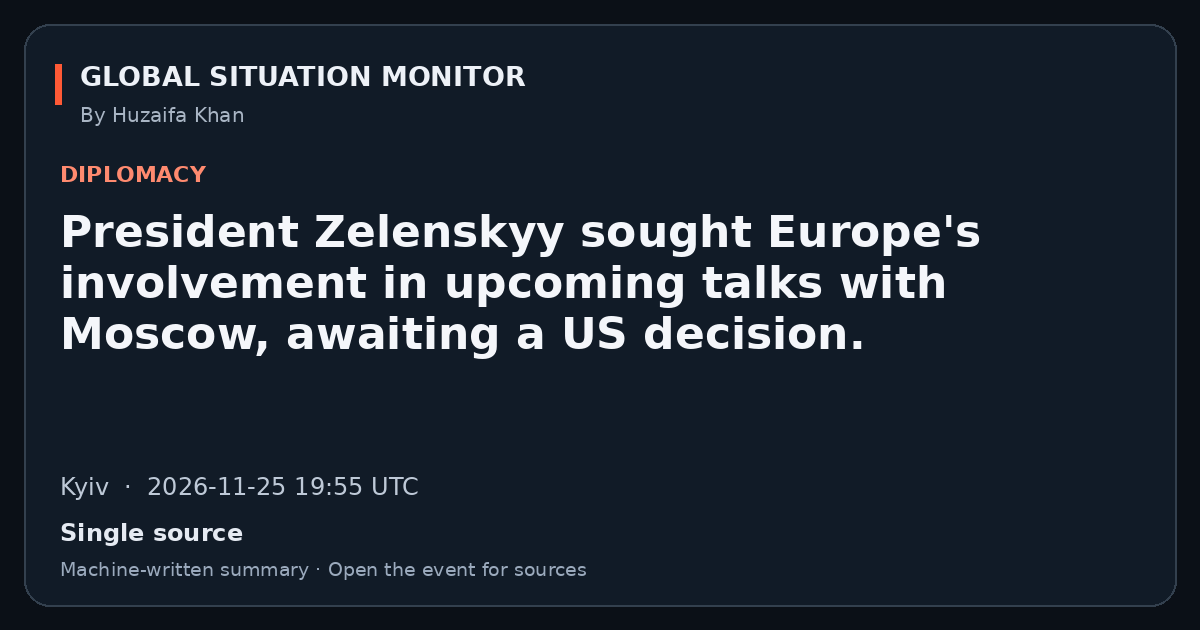 GLOBAL SITUATION MONITOR
By Huzaifa Khan
DIPLOMACY
President Zelenskyy sought Europe's
involvement in upcoming talks with
Moscow, awaiting a US decision.
Kyiv · 2026-11-25 19:55 UTC
Single source
Machine-written summary · Open the event for sources